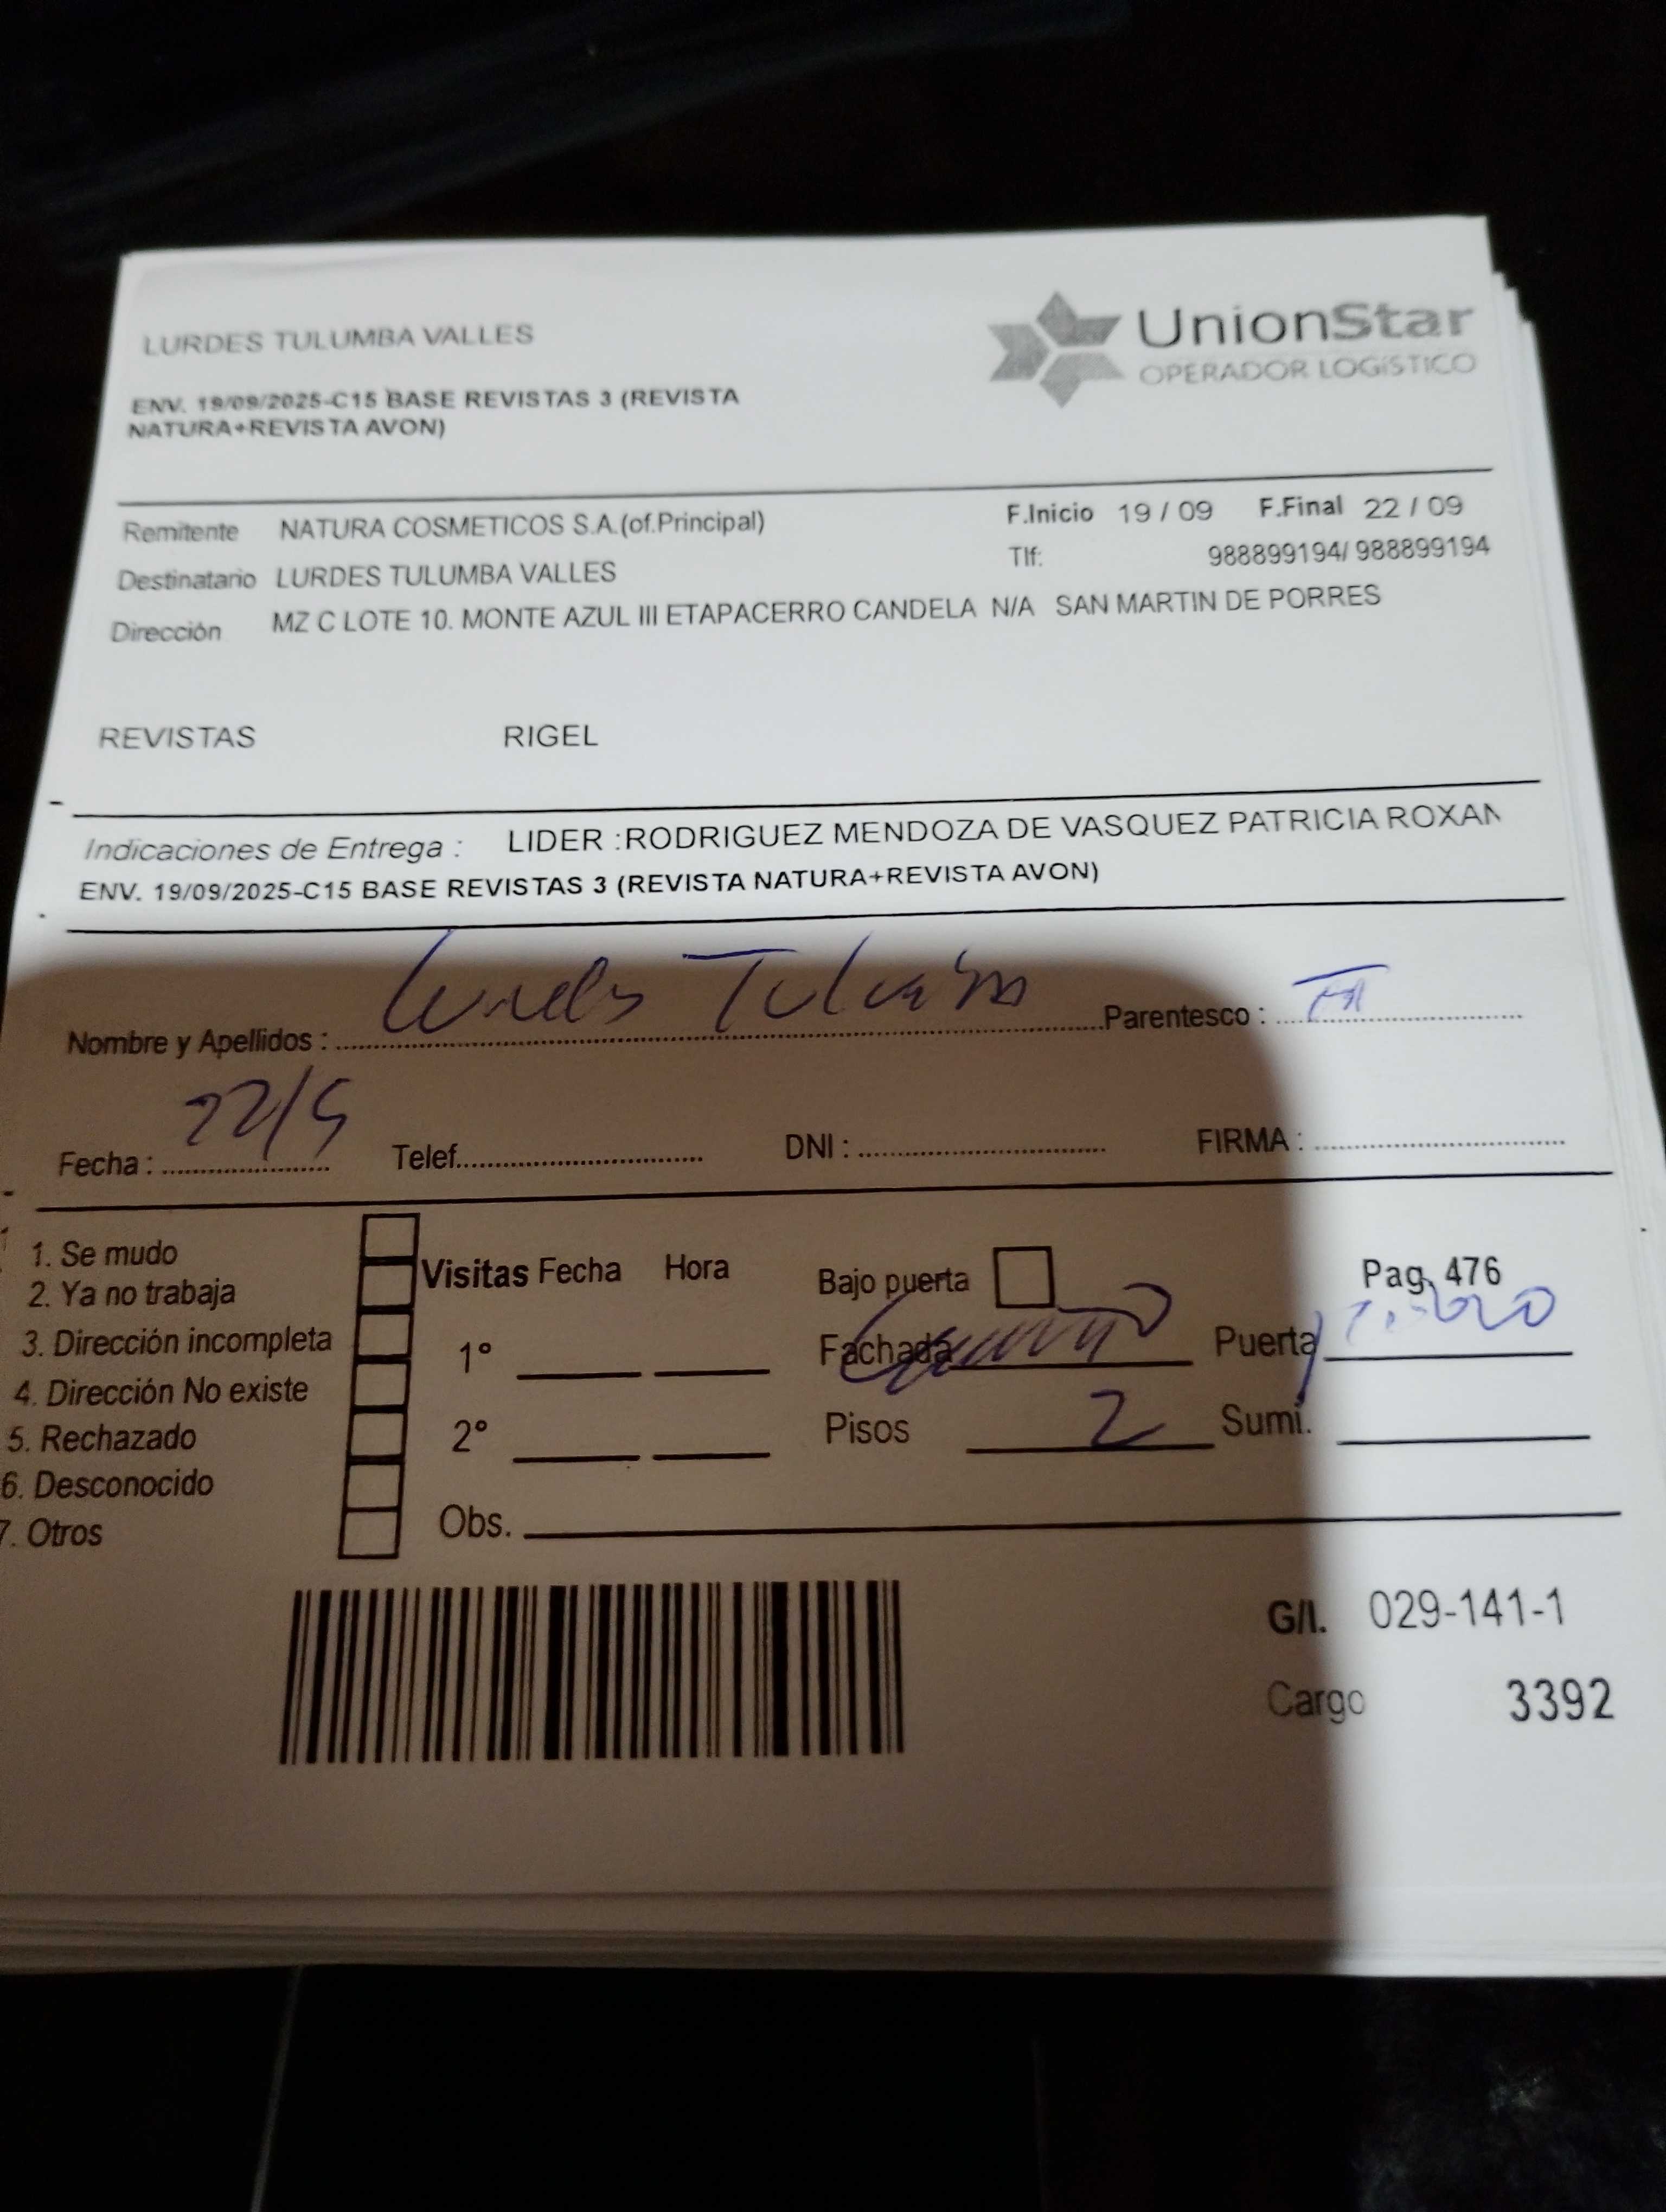 LURDES TULUMBA VALLES
UnionStar
OPERADOR LOGÍSTICO
ENV. 19/09/2025-C15 BASE REVISTAS 3 (REVISTA
NATURA+REVISTA AVON)
Remitente NATURA COSMETICOS S.A.(of.Principal) F.Inicio 19 / 09 F.Final 22 / 09
Destinatario LURDES TULUMBA VALLES Tlf: 988899194/ 988899194
Dirección MZ C LOTE 10. MONTE AZUL III ETAPACERRO CANDELA N/A SAN MARTIN DE PORRES
REVISTAS RIGEL
Indicaciones de Entrega : LIDER :RODRIGUEZ MENDOZA DE VASQUEZ PATRICIA ROXAN
ENV. 19/09/2025-C15 BASE REVISTAS 3 (REVISTA NATURA+REVISTA AVON)
Nombre y Apellidos : Lurdes Tulumba Parentesco :
Fecha : 22/9 Telef. DNI : FIRMA :
1. Se mudo
2. Ya no trabaja
3. Dirección incompleta
4. Dirección No existe
5. Rechazado
6. Desconocido
7. Otros
Visitas Fecha Hora
1°
2°
Obs.
Bajo puerta
Fachada
Pisos 2
Pag. 476
Puerta
Sumi.
G/I. 029-141-1
Cargo 3392